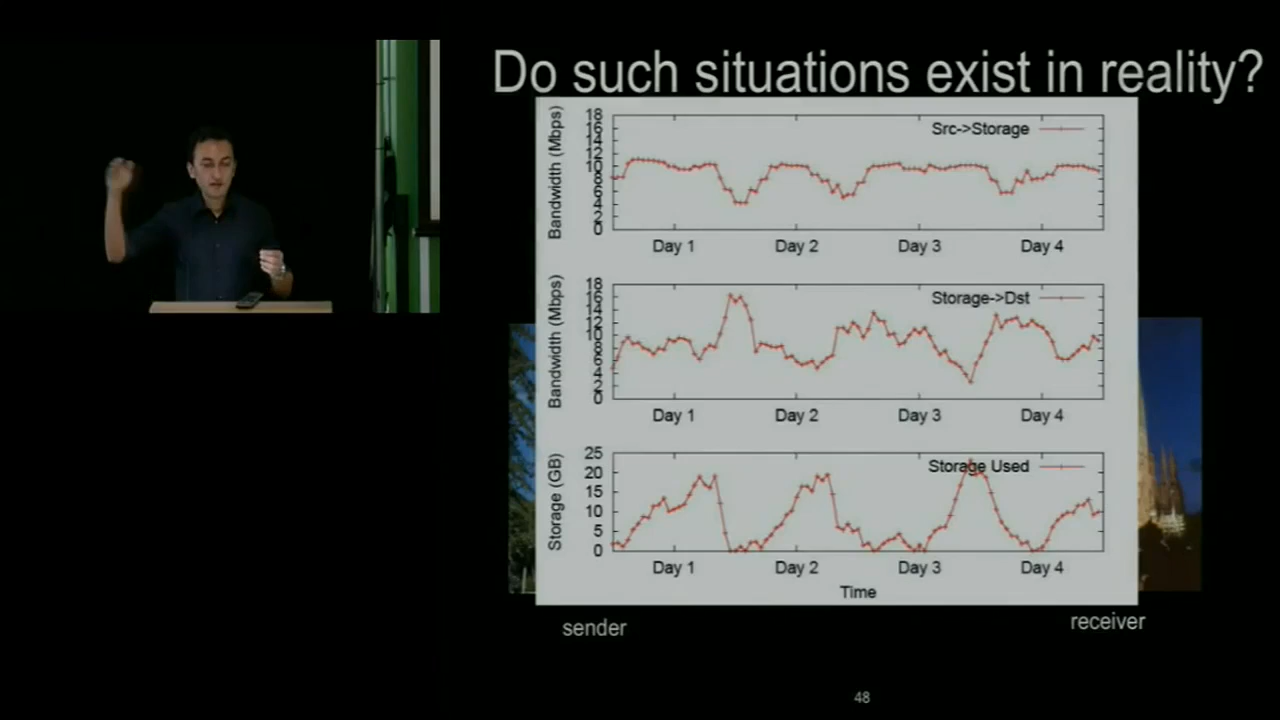 Do such situations exist in reality?
Bandwidth (Mbps)
18
16
14
12
10
8
6
4
2
0
Src->Storage
Day 1 Day 2 Day 3 Day 4
Bandwidth (Mbps)
18
16
14
12
10
8
6
4
2
0
Storage->Dst
Day 1 Day 2 Day 3 Day 4
Storage (GB)
25
20
15
10
5
0
Storage Used
Day 1 Day 2 Day 3 Day 4
Time
sender
receiver
48